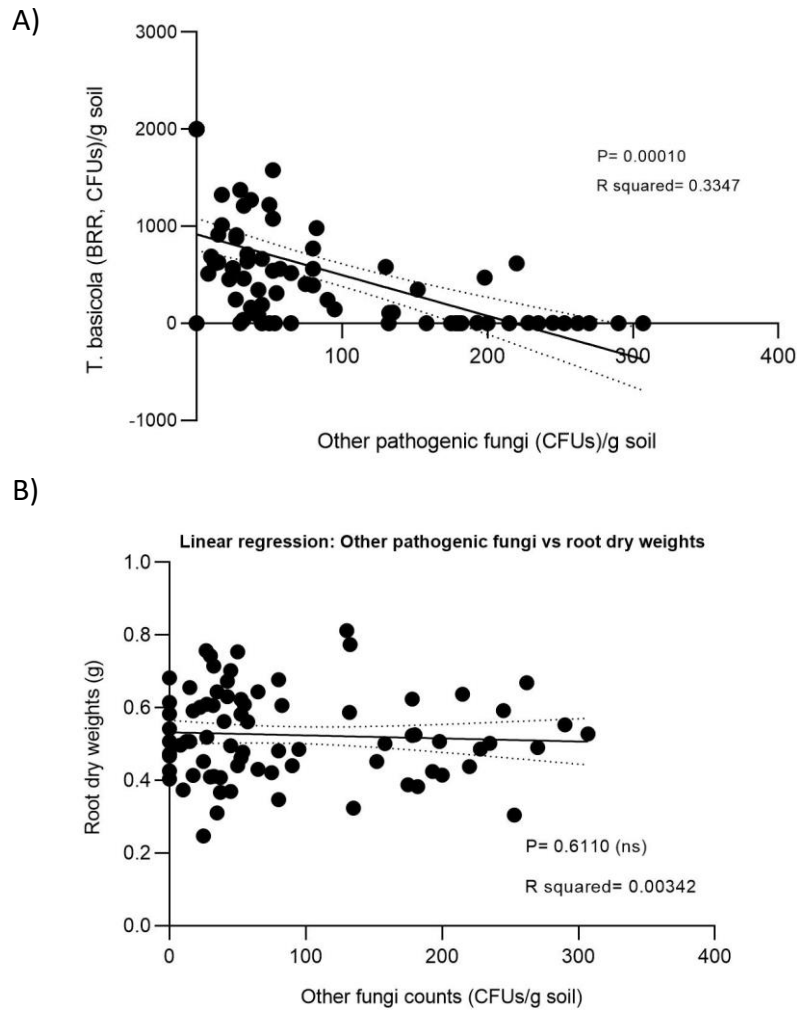 A)
3000
2000
1000
0
-1000
T. basicola (BRR, CFUs)/g soil
P= 0.00010
R squared= 0.3347
100
200
300
400
Other pathogenic fungi (CFUs)/g soil
B)
Linear regression: Other pathogenic fungi vs root dry weights
1.0
0.8
0.6
0.4
0.2
0.0
Root dry weights (g)
P= 0.6110 (ns)
R squared= 0.00342
0
100
200
300
400
Other fungi counts (CFUs/g soil)